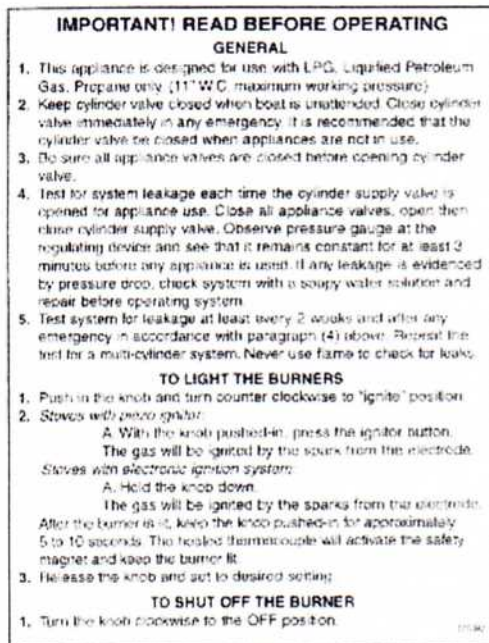 IMPORTANT! READ BEFORE OPERATING
GENERAL
1. This appliance is designed for use with LPG, Liquified Petroleum
Gas, Propane only. (11" W.C. maximum working pressure)
2. Keep cylinder valve closed when boat is unattended. Close cylinder
valve immediately in any emergency. It is recommended that the
cylinder valve be closed when appliances are not in use.
3. Be sure all appliance valves are closed before opening cylinder
valve.
4. Test for system leakage each time the cylinder supply valve is
opened for appliance use. Close all appliance valves, open then
close cylinder supply valve. Observe pressure gauge at the
regulating device and see that it remains constant for at least 3
minutes before any appliance is used. If any leakage is evidenced
by pressure drop, check system with a soapy water solution and
repair before operating system.
5. Test system for leakage at least every 2 weeks and after any
emergency in accordance with paragraph (4) above. Repeat the
test for a multi-cylinder system. Never use flame to check for leaks.
TO LIGHT THE BURNERS
1. Push in the knob and turn counter clockwise to "ignite" position.
2. Stoves with piezo ignitor:
A. With the knob pushed-in, press the ignitor button.
The gas will be ignited by the spark from the electrode.
Stoves with electronic ignition system:
A. Hold the knob down.
The gas will be ignited by the sparks from the electrode.
After the burner is lit, keep the knob pushed-in for approximately
5 to 10 seconds. The heated thermocouple will activate the safety
magnet and keep the burner lit.
3. Release the knob and set to desired setting.
TO SHUT OFF THE BURNER
1. Turn the knob clockwise to the OFF position.